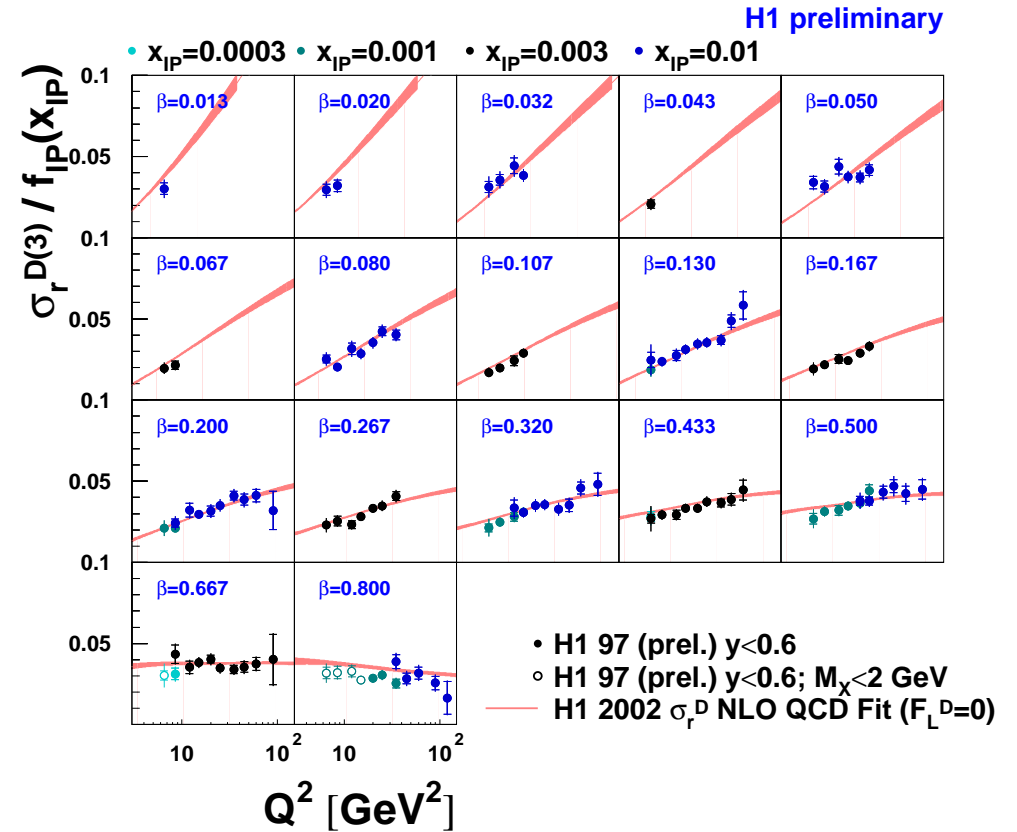 H1 preliminary
x_IP=0.0003 x_IP=0.001 x_IP=0.003 x_IP=0.01
σ_r^D(3) / f_IP(x_IP)
0.1
β=0.013 β=0.020 β=0.032 β=0.043 β=0.050
0.05
0.1
β=0.067 β=0.080 β=0.107 β=0.130 β=0.167
0.05
0.1
β=0.200 β=0.267 β=0.320 β=0.433 β=0.500
0.05
0.1
β=0.667 β=0.800
0.05
H1 97 (prel.) y<0.6
H1 97 (prel.) y<0.6; M_X<2 GeV
H1 2002 σ_r^D NLO QCD Fit (F_L^D=0)
10 10^2 10 10^2
Q^2 [GeV^2]